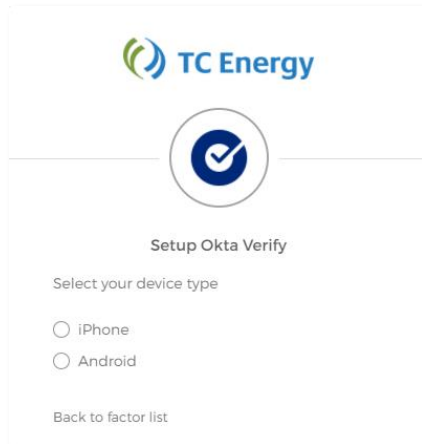 TC Energy
Setup Okta Verify
Select your device type
iPhone
Android
Back to factor list